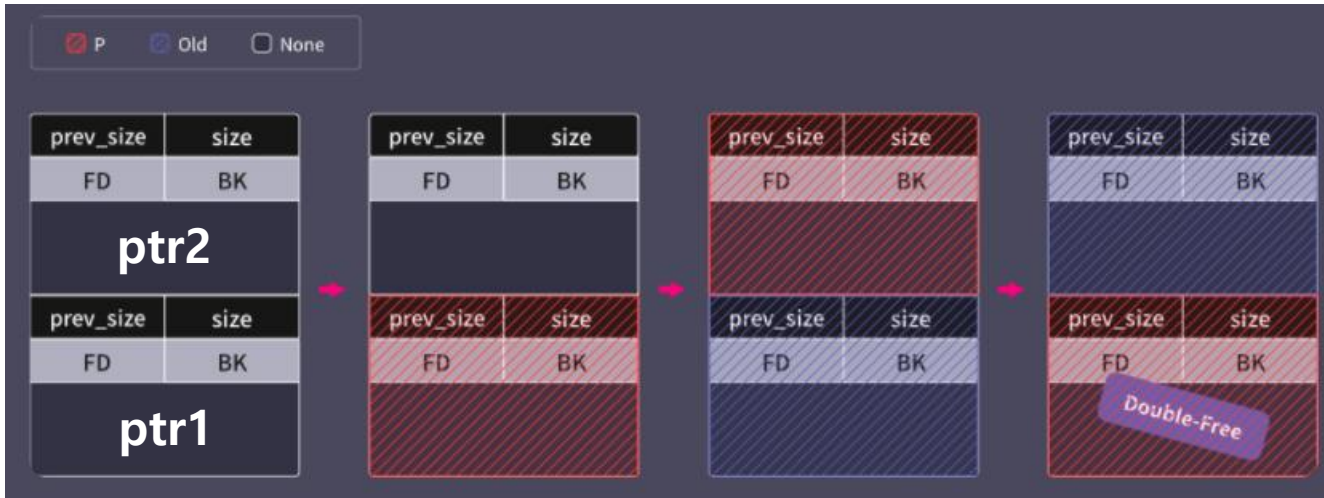 P Old None
prev_size size prev_size size prev_size size prev_size size
FD BK FD BK FD BK FD BK
ptr2
prev_size size prev_size size prev_size size prev_size size
FD BK FD BK FD BK FD BK
ptr1 Double-Free